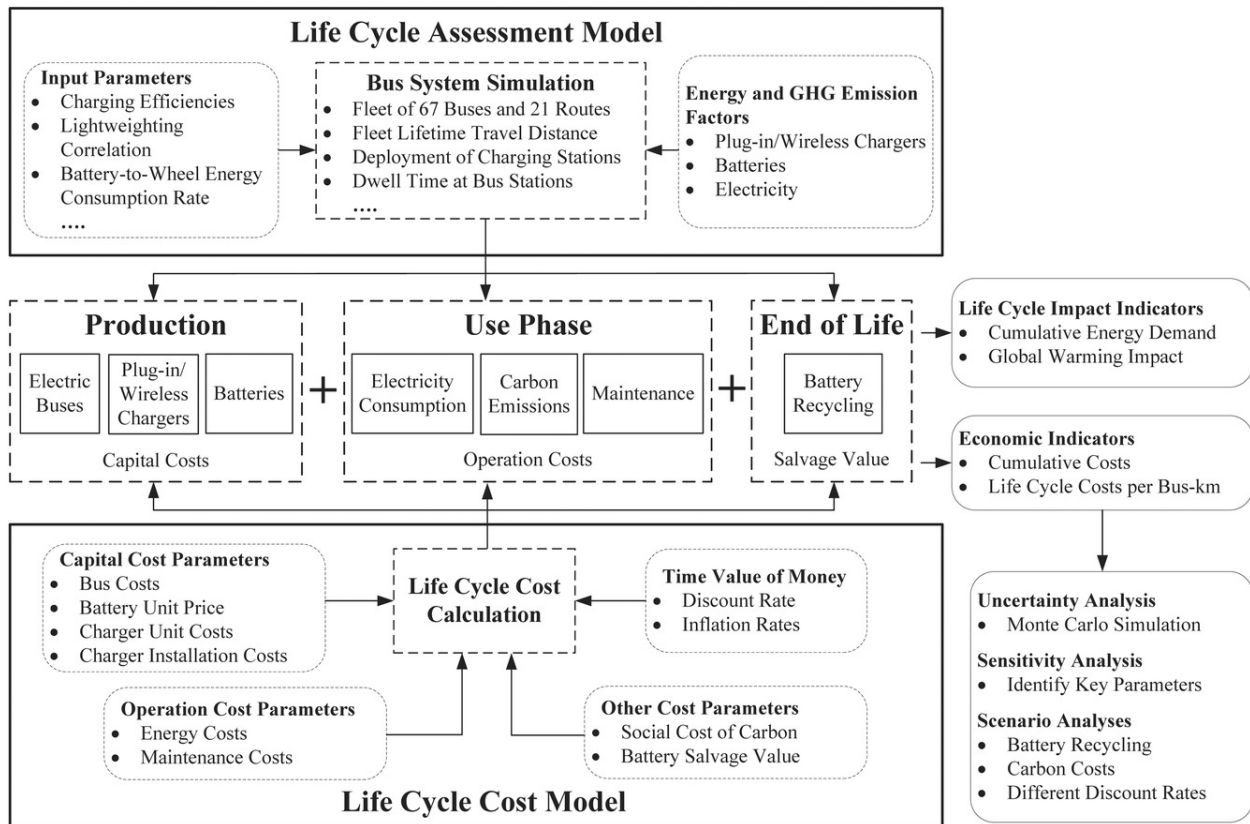 Life Cycle Assessment Model
Input Parameters
• Charging Efficiencies
• Lightweighting
Correlation
• Battery-to-Wheel Energy
Consumption Rate
....
Bus System Simulation
• Fleet of 67 Buses and 21 Routes
• Fleet Lifetime Travel Distance
• Deployment of Charging Stations
• Dwell Time at Bus Stations
....
Energy and GHG Emission
Factors
• Plug-in/Wireless Chargers
• Batteries
• Electricity
Production
Electric
Buses
Plug-in/
Wireless
Chargers
Batteries
Capital Costs
+
Use Phase
Electricity
Consumption
Carbon
Emissions
Maintenance
Operation Costs
+
End of Life
Battery
Recycling
Salvage Value
Life Cycle Impact Indicators
• Cumulative Energy Demand
• Global Warming Impact
Economic Indicators
• Cumulative Costs
• Life Cycle Costs per Bus-km
Capital Cost Parameters
• Bus Costs
• Battery Unit Price
• Charger Unit Costs
• Charger Installation Costs
Life Cycle Cost
Calculation
Time Value of Money
• Discount Rate
• Inflation Rates
Operation Cost Parameters
• Energy Costs
• Maintenance Costs
Other Cost Parameters
• Social Cost of Carbon
• Battery Salvage Value
Life Cycle Cost Model
Uncertainty Analysis
• Monte Carlo Simulation
Sensitivity Analysis
• Identify Key Parameters
Scenario Analyses
• Battery Recycling
• Carbon Costs
• Different Discount Rates